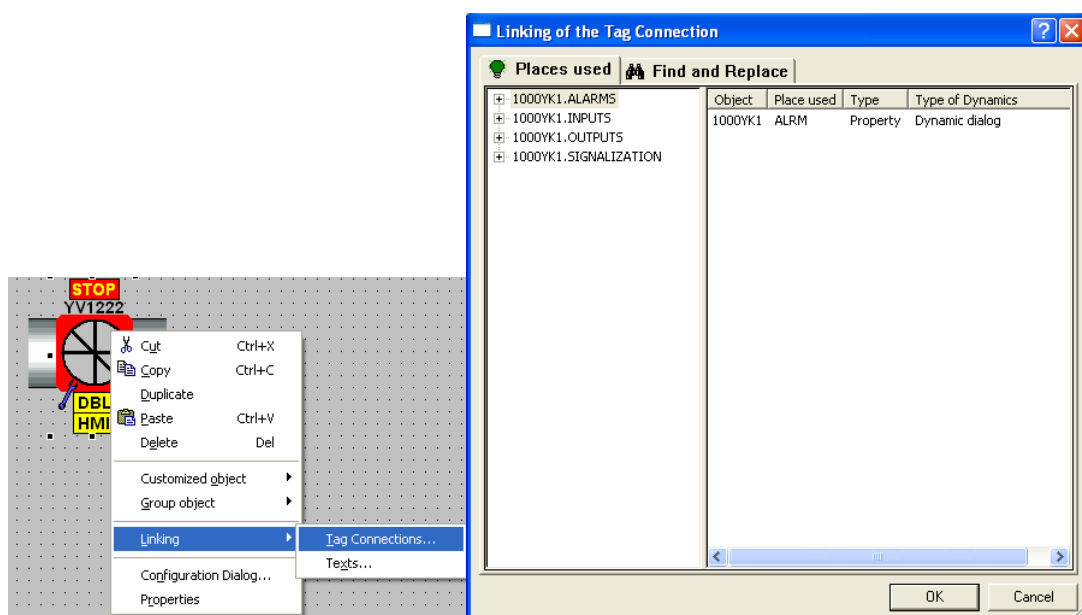 Linking of the Tag Connection
Places used
Find and Replace
1000YK1.ALARMS
1000YK1.INPUTS
1000YK1.OUTPUTS
1000YK1.SIGNALIZATION
Object Place used Type Type of Dynamics
1000YK1 ALRM Property Dynamic dialog
OK Cancel
STOP
YV1222
DBL
HMI
Cut Ctrl+X
Copy Ctrl+C
Duplicate
Paste Ctrl+V
Delete Del
Customized object
Group object
Linking
Configuration Dialog...
Properties
Tag Connections...
Texts...